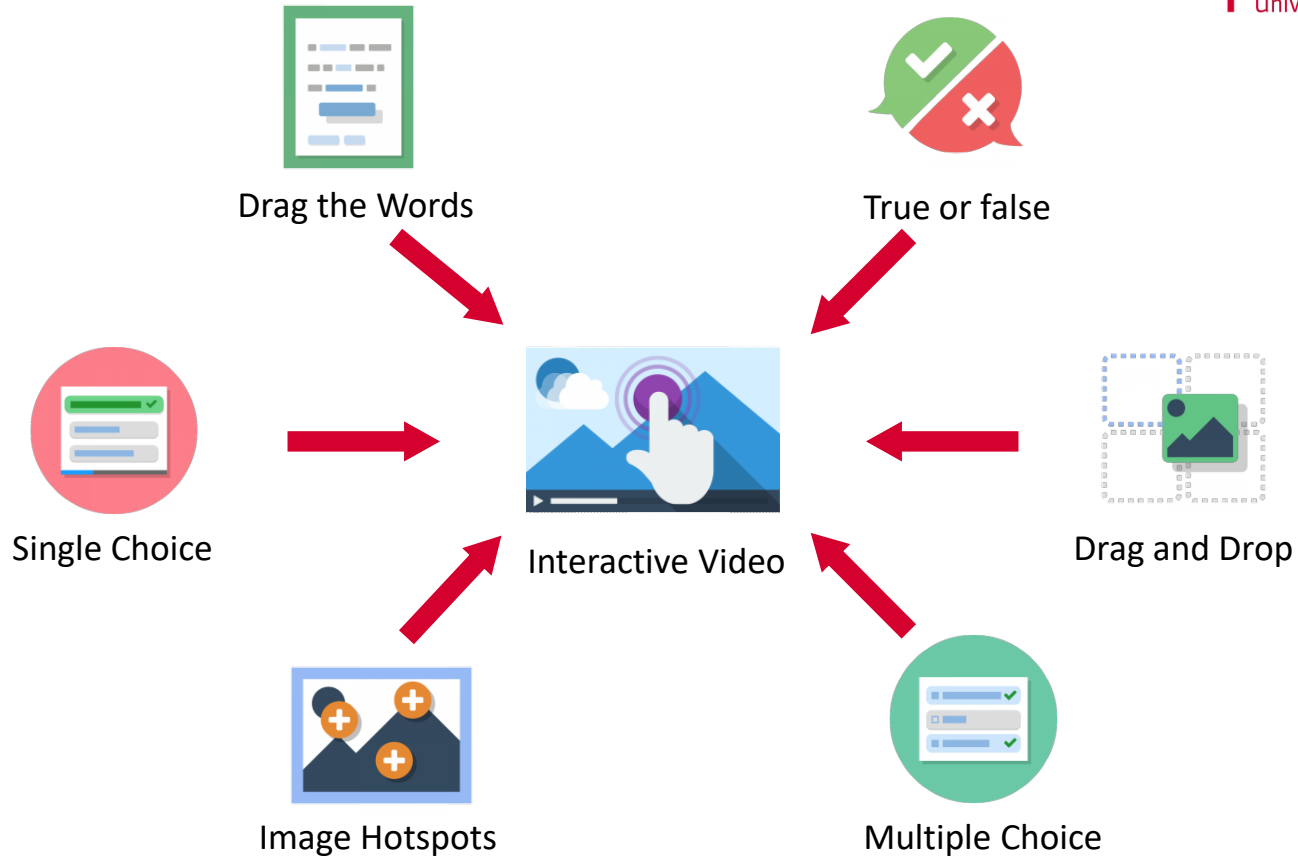 Drag the Words
True or false
Single Choice
Interactive Video
Drag and Drop
Image Hotspots
Multiple Choice